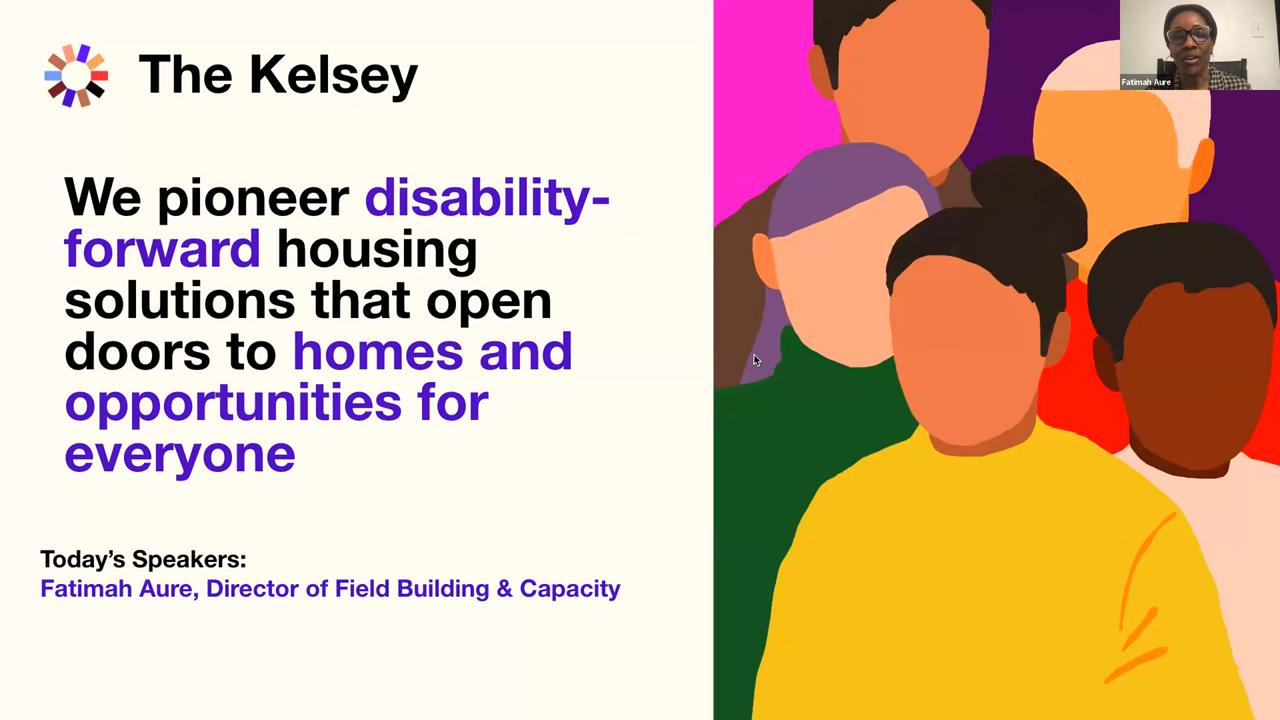 The Kelsey
We pioneer disability-
forward housing
solutions that open
doors to homes and
opportunities for
everyone
Today's Speakers:
Fatimah Aure, Director of Field Building & Capacity
Fatimah Aure